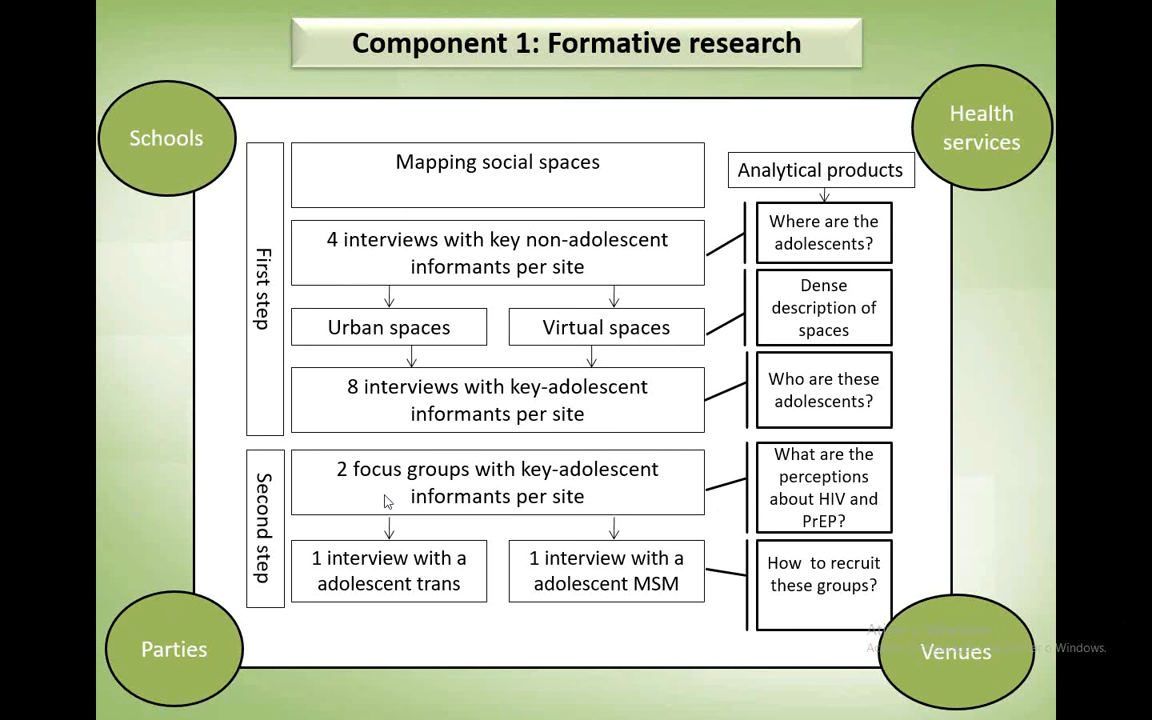 Component 1: Formative research
Schools
Health
services
Mapping social spaces
Analytical products
First step
4 interviews with key non-adolescent
informants per site
Where are the
adolescents?
Urban spaces
Virtual spaces
Dense
description of
spaces
8 interviews with key-adolescent
informants per site
Who are these
adolescents?
Second step
2 focus groups with key-adolescent
informants per site
What are the
perceptions
about HIV and
PrEP?
1 interview with a
adolescent trans
1 interview with a
adolescent MSM
How to recruit
these groups?
Parties
Venues
o Windows.